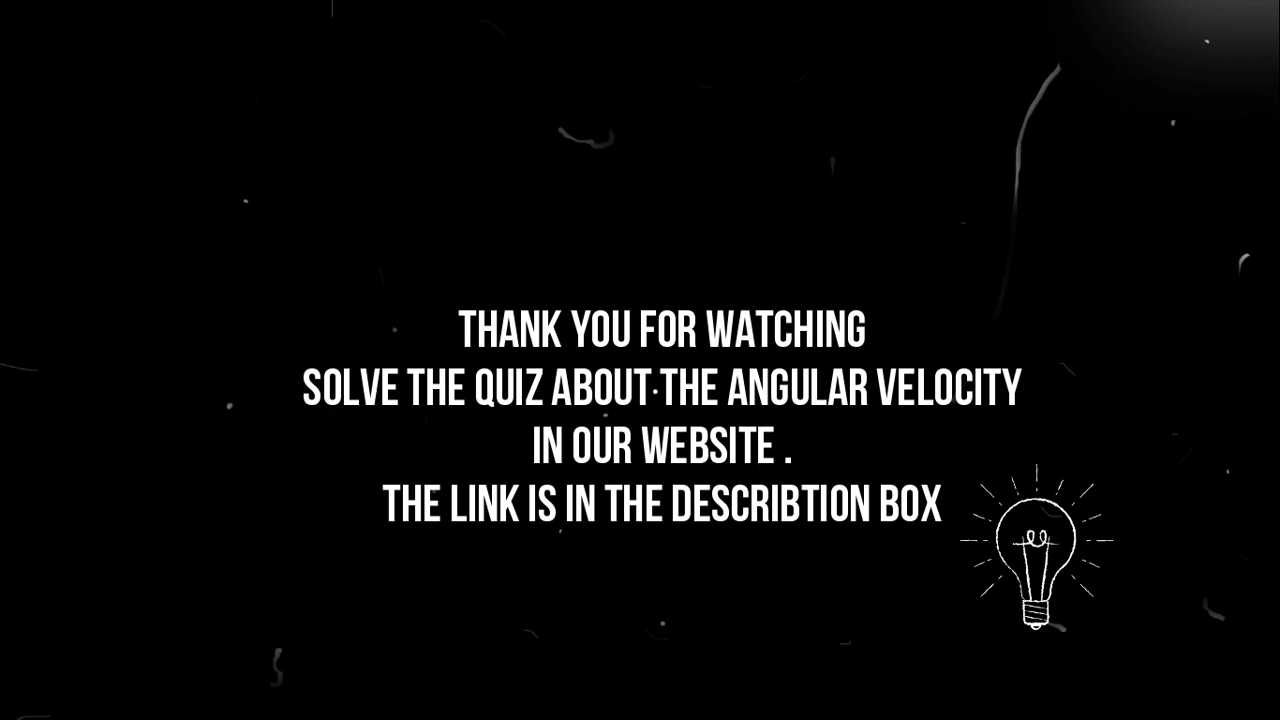 THANK YOU FOR WATCHING
SOLVE THE QUIZ ABOUT THE ANGULAR VELOCITY
IN OUR WEBSITE .
THE LINK IS IN THE DESCRIBTION BOX